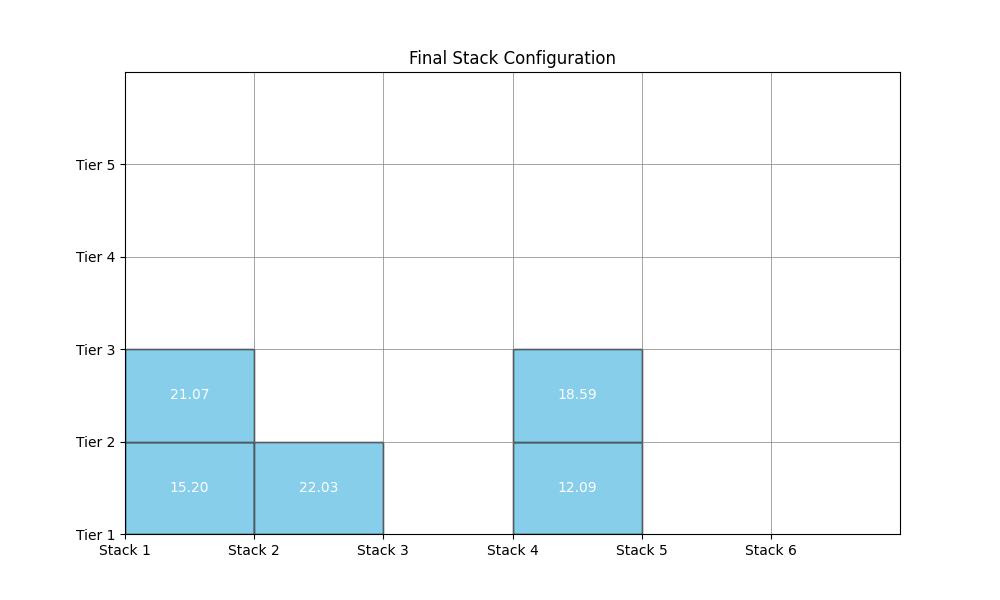 Final Stack Configuration
Tier 5
Tier 4
Tier 3
21.07
18.59
Tier 2
15.20
22.03
12.09
Tier 1
Stack 1
Stack 2
Stack 3
Stack 4
Stack 5
Stack 6